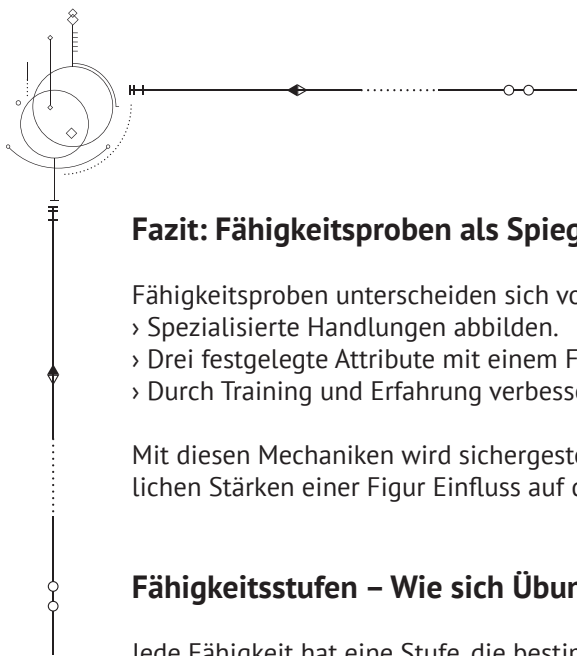 Fazit: Fähigkeitsproben als Spieg
Fähigkeitsproben unterscheiden sich vo
› Spezialisierte Handlungen abbilden.
› Drei festgelegte Attribute mit einem F
› Durch Training und Erfahrung verbesse
Mit diesen Mechaniken wird sichergeste
lichen Stärken einer Figur Einfluss auf d
Fähigkeitsstufen – Wie sich Übun
Jede Fähigkeit hat eine Stufe, die bestim